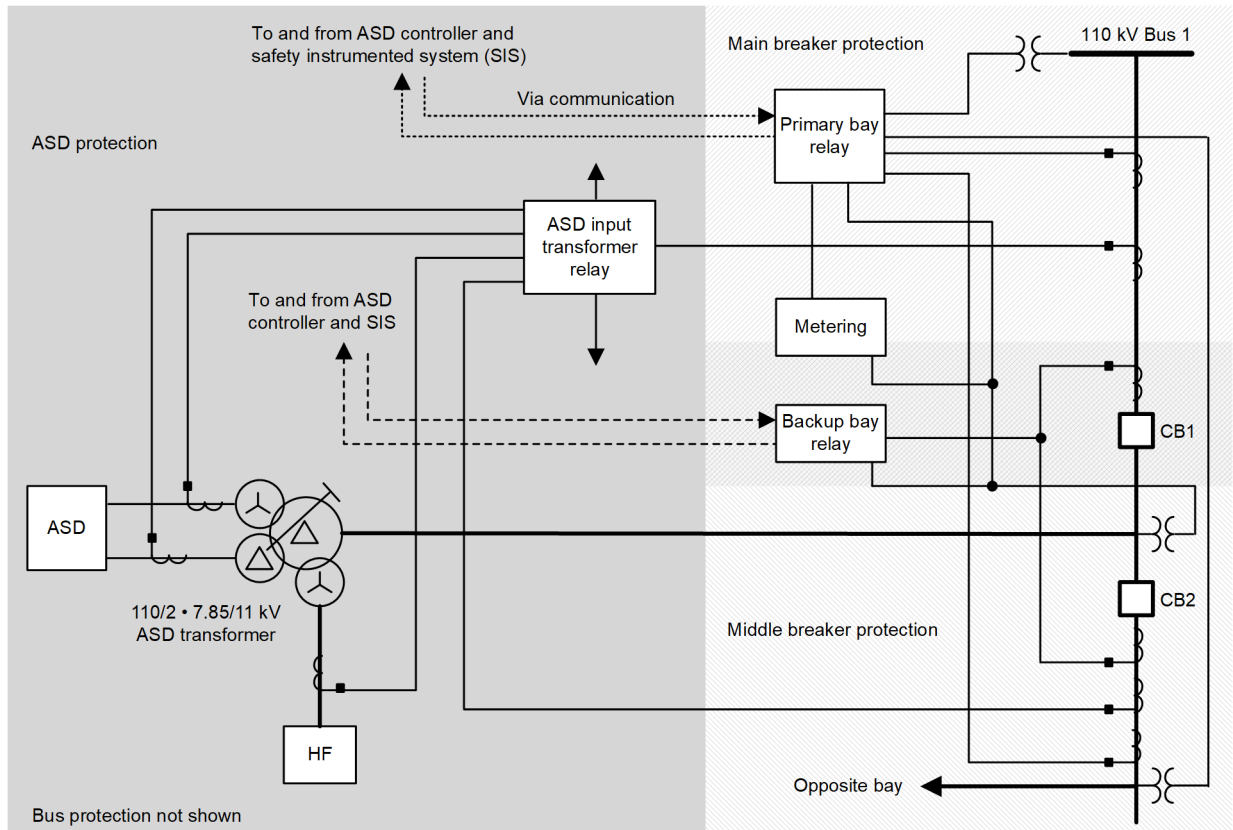 To and from ASD controller and
safety instrumented system (SIS)
Main breaker protection
110 kV Bus 1
Via communication
Primary bay
relay
ASD protection
ASD input
transformer
relay
To and from ASD
controller and SIS
Metering
Backup bay
relay
CB1
ASD
CB2
110/2 • 7.85/11 kV
ASD transformer
Middle breaker protection
HF
Opposite bay
Bus protection not shown